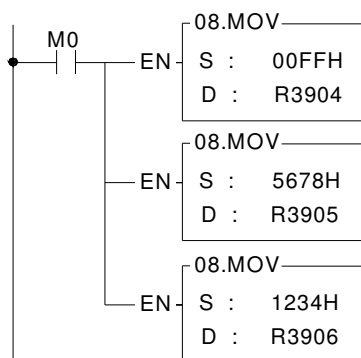 08.MOV
M0
EN S : 00FFH
D : R3904
08.MOV
EN S : 5678H
D : R3905
08.MOV
EN S : 1234H
D : R3906